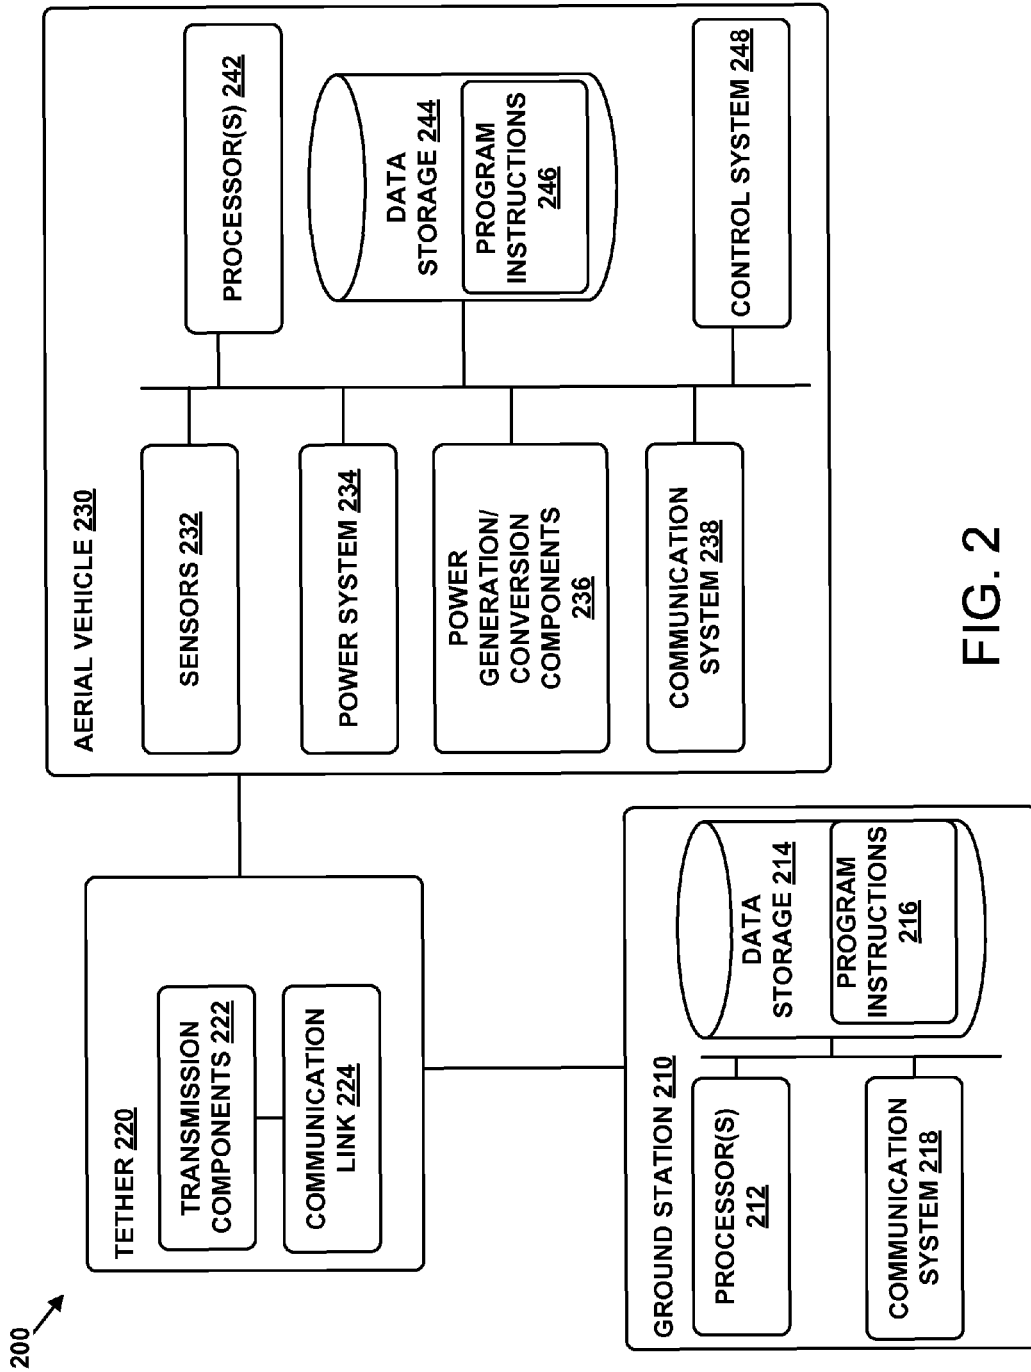 200
TETHER 220
TRANSMISSION
COMPONENTS 222
COMMUNICATION
LINK 224
GROUND STATION 210
PROCESSOR(S)
212
COMMUNICATION
SYSTEM 218
DATA
STORAGE 214
PROGRAM
INSTRUCTIONS
216
AERIAL VEHICLE 230
SENSORS 232
POWER SYSTEM 234
POWER
GENERATION/
CONVERSION
COMPONENTS
236
COMMUNICATION
SYSTEM 238
PROCESSOR(S) 242
DATA
STORAGE 244
PROGRAM
INSTRUCTIONS
246
CONTROL SYSTEM 248
FIG. 2